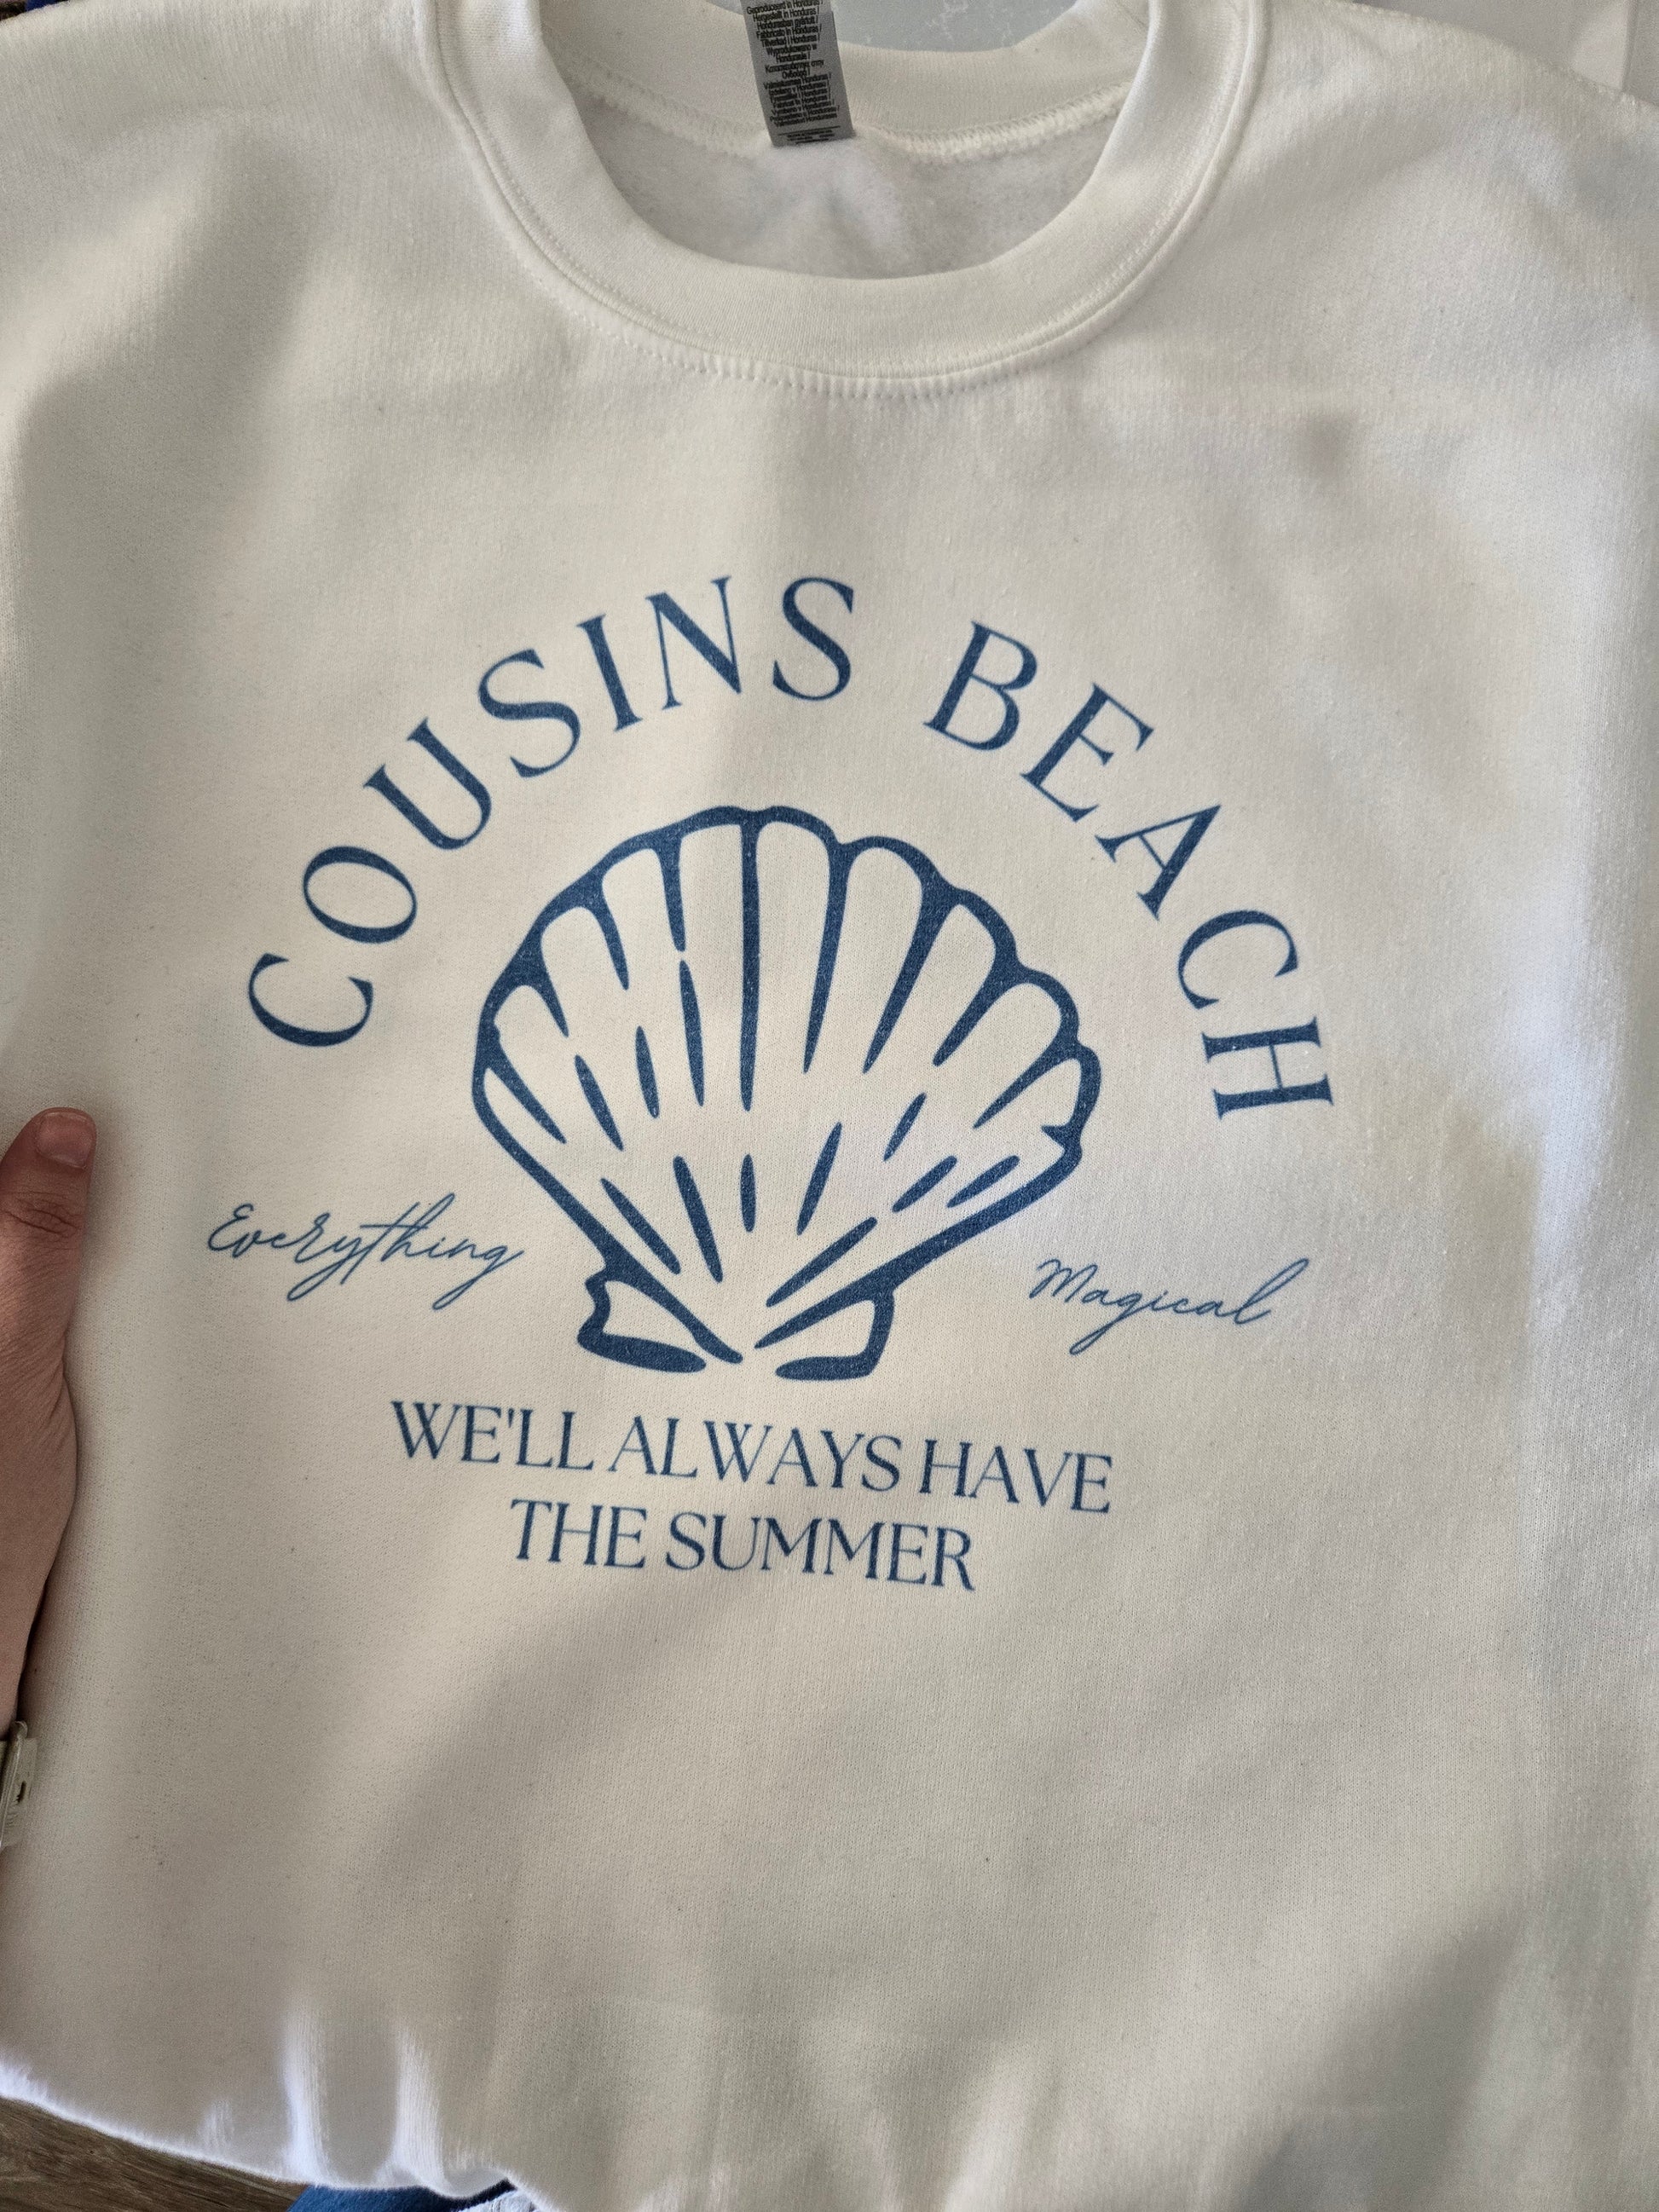 COUSINS BEACH
Everything
Magical
WE'LL ALWAYS HAVE
THE SUMMER